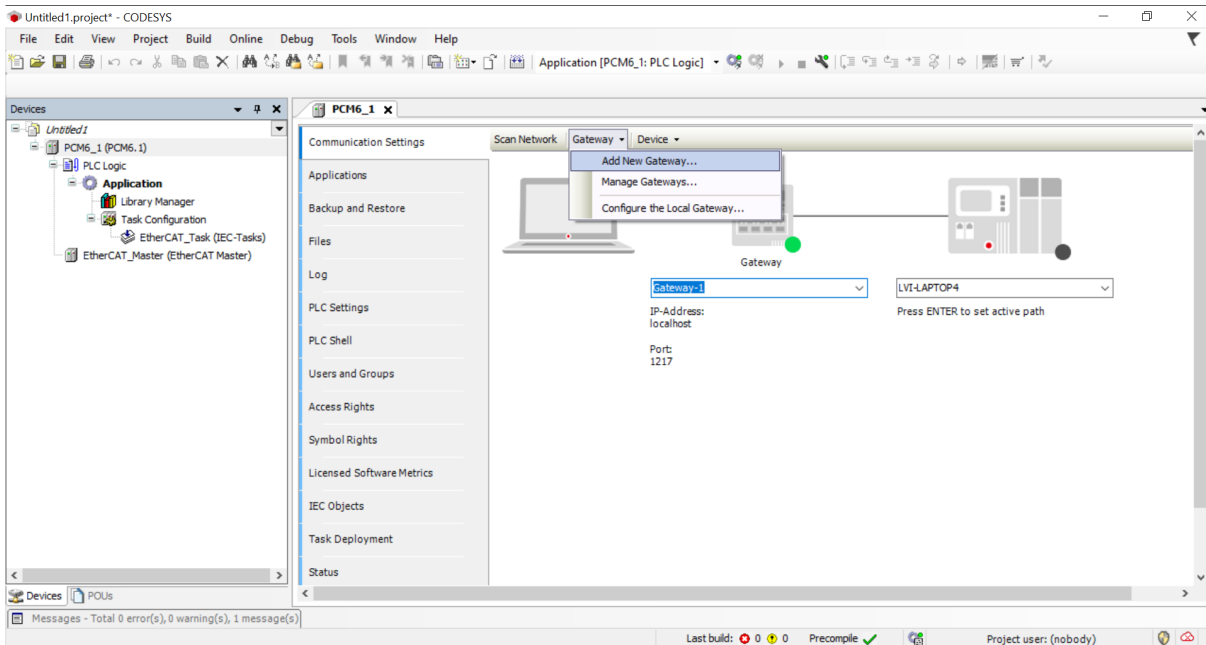 Untitled1.project* - CODESYS
File Edit View Project Build Online Debug Tools Window Help
Application [PCM6_1: PLC Logic]
Devices
PCM6_1
Untitled1
PCM6_1 (PCM6.1)
PLC Logic
Application
Library Manager
Task Configuration
EtherCAT_Task (IEC-Tasks)
EtherCAT_Master (EtherCAT Master)
Devices POUs
Communication Settings
Applications
Backup and Restore
Files
Log
PLC Settings
PLC Shell
Users and Groups
Access Rights
Symbol Rights
Licensed Software Metrics
IEC Objects
Task Deployment
Status
Scan Network Gateway Device
Add New Gateway...
Manage Gateways...
Configure the Local Gateway...
Gateway
Gateway-1
IP-Address:
localhost
Port:
1217
LVI-LAPTOP4
Press ENTER to set active path
Messages - Total 0 error(s), 0 warning(s), 1 message(s)
Last build: 0 0 Precompile Project user: (nobody)